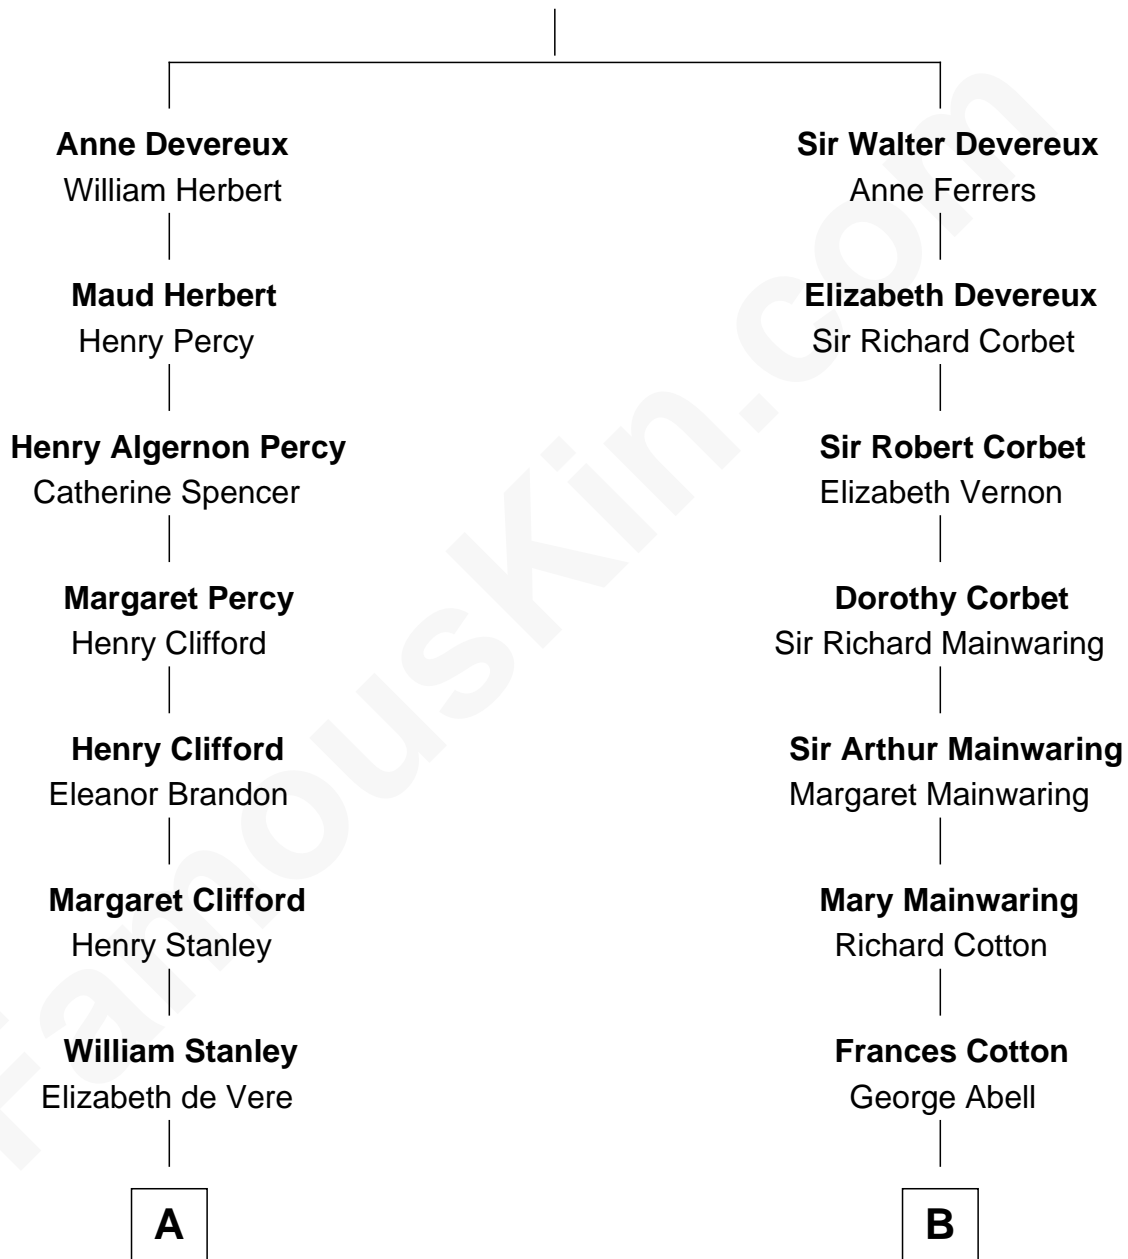 Anne Devereux
William Herbert
Maud Herbert
Henry Percy
Henry Algernon Percy
Catherine Spencer
Margaret Percy
Henry Clifford
Henry Clifford
Eleanor Brandon
Margaret Clifford
Henry Stanley
William Stanley
Elizabeth de Vere
A
Sir Walter Devereux
Anne Ferrers
Elizabeth Devereux
Sir Richard Corbet
Sir Robert Corbet
Elizabeth Vernon
Dorothy Corbet
Sir Richard Mainwaring
Sir Arthur Mainwaring
Margaret Mainwaring
Mary Mainwaring
Richard Cotton
Frances Cotton
George Abell
B
FamousKin.com